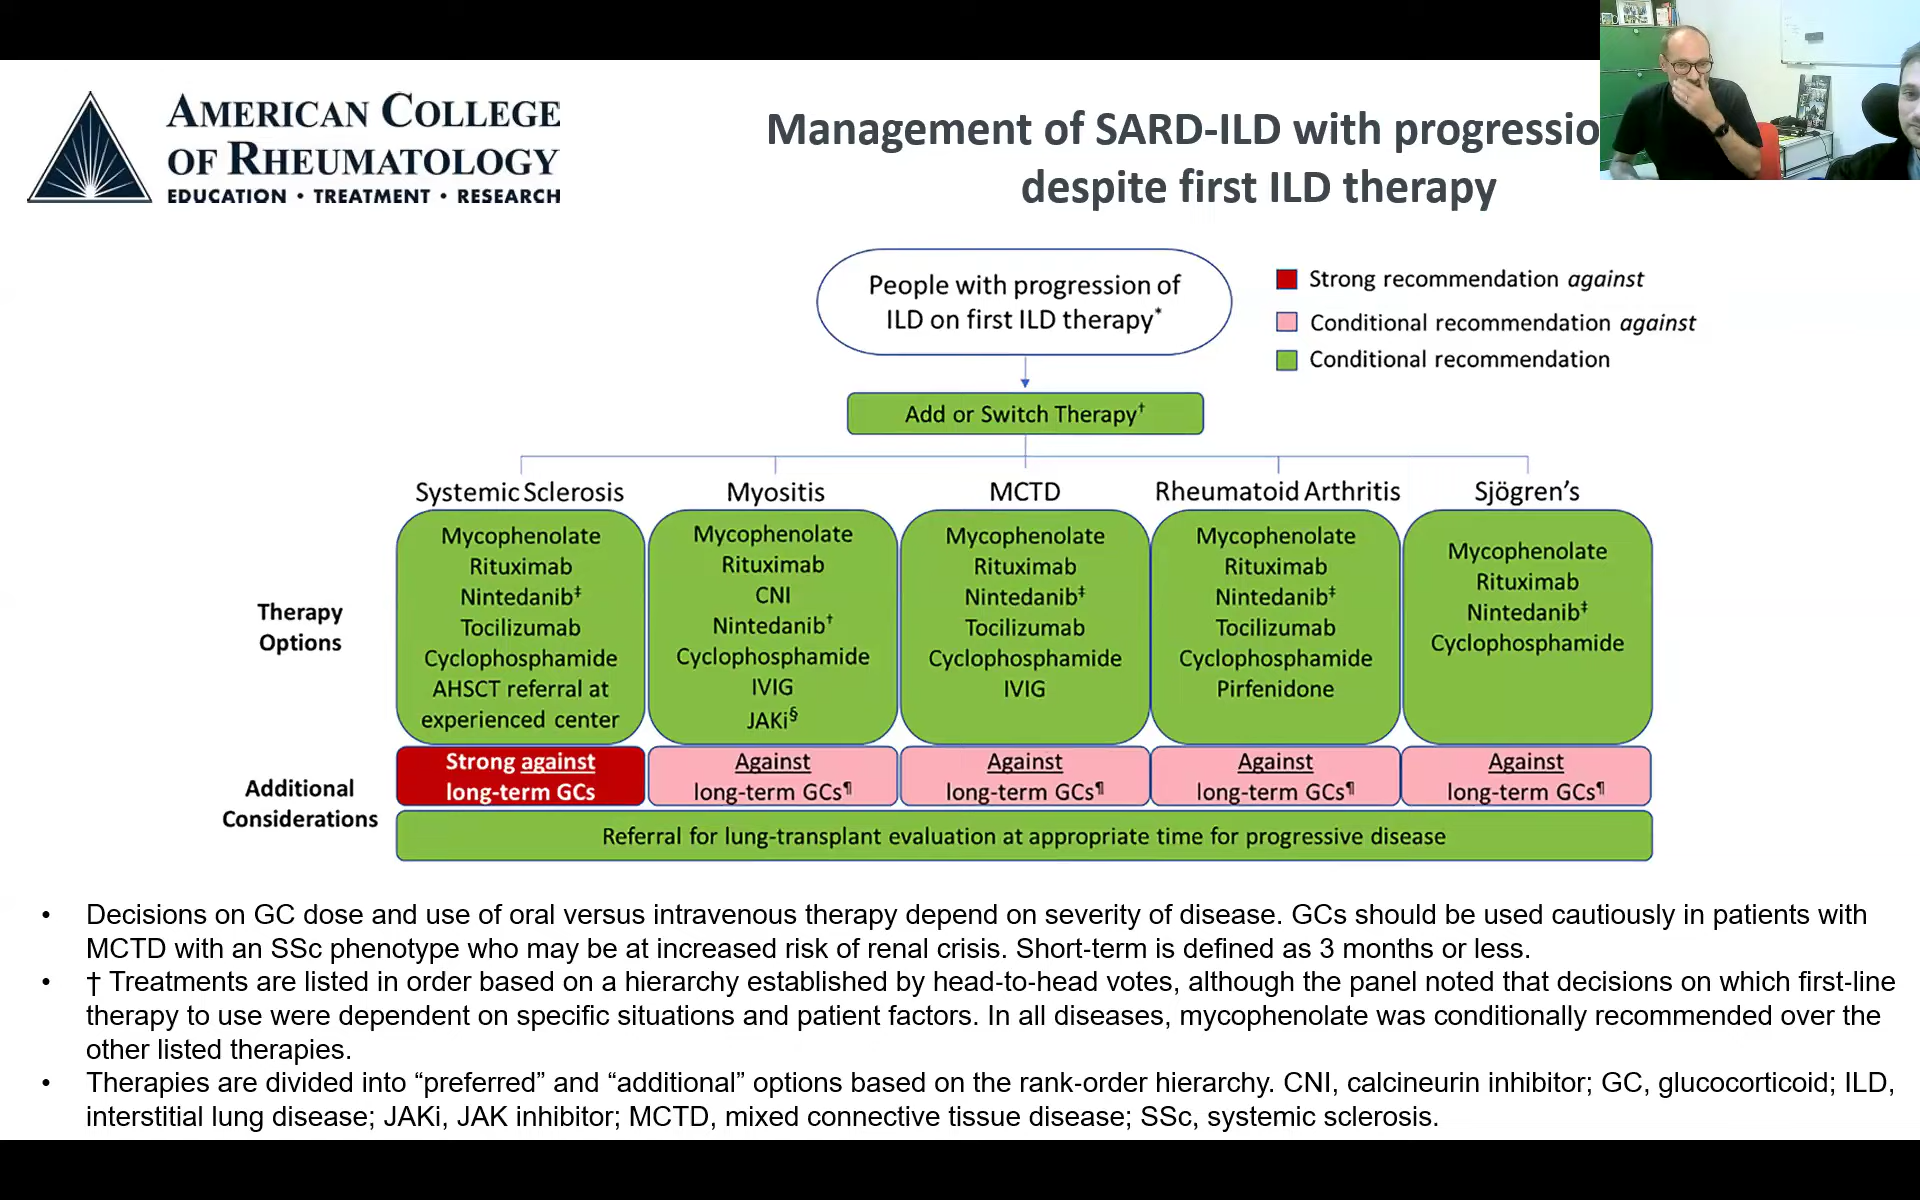 AMERICAN COLLEGE
OF RHEUMATOLOGY
EDUCATION • TREATMENT • RESEARCH
Management of SARD-ILD with progressio
despite first ILD therapy
People with progression of
ILD on first ILD therapy*
Strong recommendation against
Conditional recommendation against
Conditional recommendation
Add or Switch Therapy†
Systemic Sclerosis
Myositis
MCTD
Rheumatoid Arthritis
Sjögren's
Therapy
Options
Mycophenolate
Rituximab
Nintedanib‡
Tocilizumab
Cyclophosphamide
AHSCT referral at
experienced center
Mycophenolate
Rituximab
CNI
Nintedanib†
Cyclophosphamide
IVIG
JAKi§
Mycophenolate
Rituximab
Nintedanib‡
Tocilizumab
Cyclophosphamide
IVIG
Mycophenolate
Rituximab
Nintedanib‡
Tocilizumab
Cyclophosphamide
Pirfenidone
Mycophenolate
Rituximab
Nintedanib‡
Cyclophosphamide
Additional
Considerations
Strong against
long-term GCs
Against
long-term GCs¶
Against
long-term GCs¶
Against
long-term GCs¶
Against
long-term GCs¶
Referral for lung-transplant evaluation at appropriate time for progressive disease
• Decisions on GC dose and use of oral versus intravenous therapy depend on severity of disease. GCs should be used cautiously in patients with
MCTD with an SSc phenotype who may be at increased risk of renal crisis. Short-term is defined as 3 months or less.
• † Treatments are listed in order based on a hierarchy established by head-to-head votes, although the panel noted that decisions on which first-line
therapy to use were dependent on specific situations and patient factors. In all diseases, mycophenolate was conditionally recommended over the
other listed therapies.
• Therapies are divided into “preferred” and “additional” options based on the rank-order hierarchy. CNI, calcineurin inhibitor; GC, glucocorticoid; ILD,
interstitial lung disease; JAKi, JAK inhibitor; MCTD, mixed connective tissue disease; SSc, systemic sclerosis.